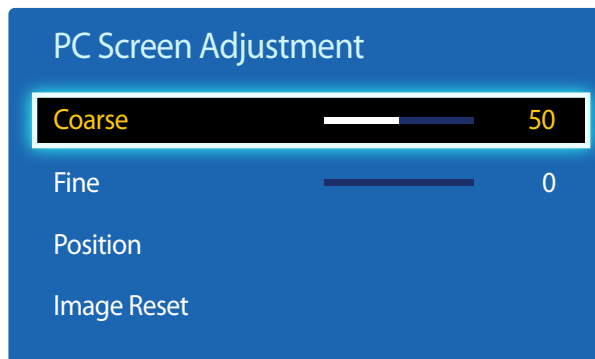 PC Screen Adjustment
Coarse 50
Fine 0
Position
Image Reset